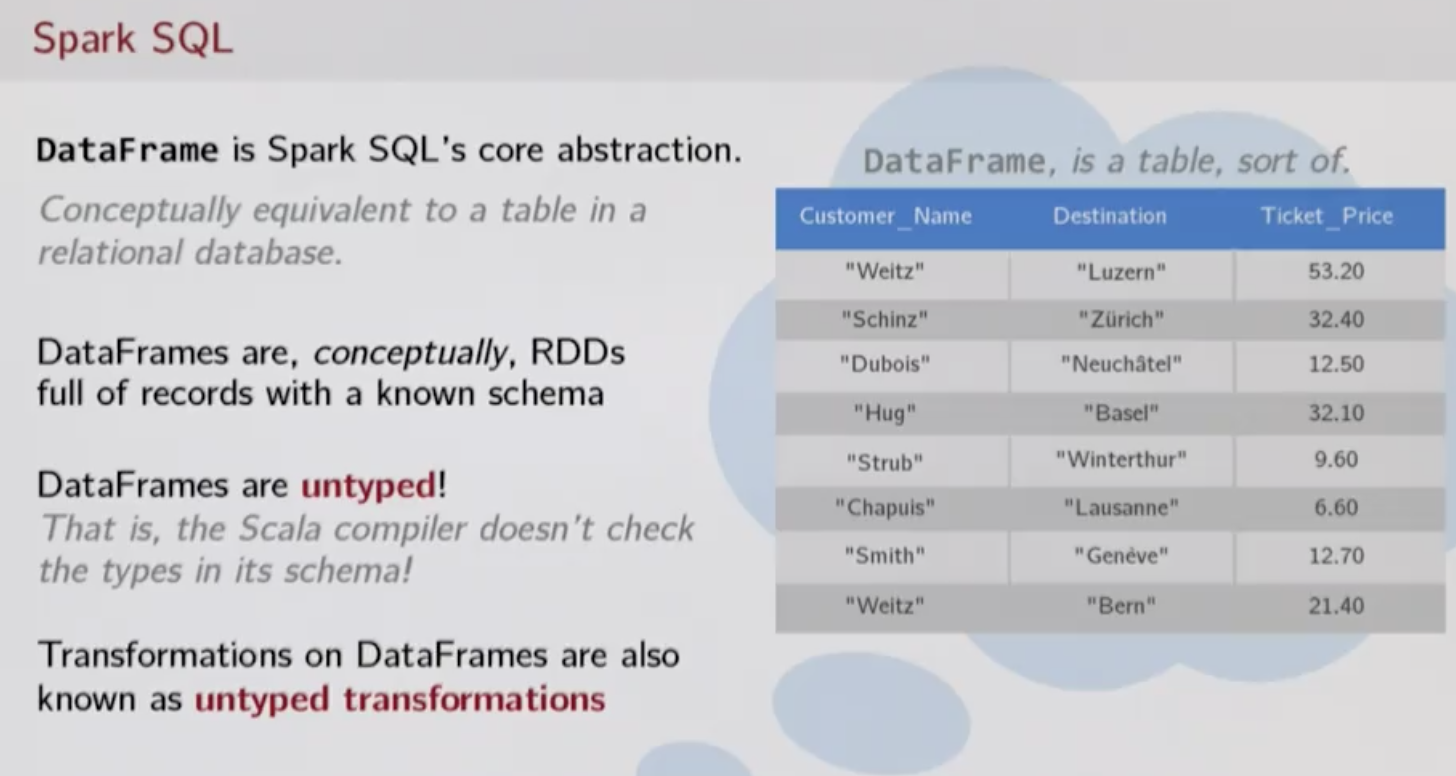 Spark SQL
DataFrame is Spark SQL's core abstraction.
Conceptually equivalent to a table in a
relational database.
DataFrames are, conceptually, RDDs
full of records with a known schema
DataFrames are untyped!
That is, the Scala compiler doesn't check
the types in its schema!
Transformations on DataFrames are also
known as untyped transformations
DataFrame, is a table, sort of.
Customer_Name Destination Ticket_Price
"Weitz" "Luzern" 53.20
"Schinz" "Zürich" 32.40
"Dubois" "Neuchâtel" 12.50
"Hug" "Basel" 32.10
"Strub" "Winterthur" 9.60
"Chapuis" "Lausanne" 6.60
"Smith" "Genève" 12.70
"Weitz" "Bern" 21.40